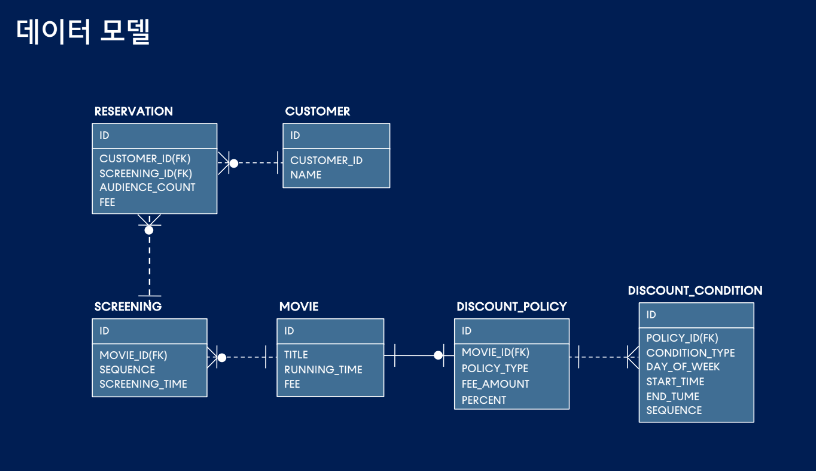 데이터 모델
RESERVATION
ID
CUSTOMER_ID(FK)
SCREENING_ID(FK)
AUDIENCE_COUNT
FEE
CUSTOMER
ID
CUSTOMER_ID
NAME
SCREENING
ID
MOVIE_ID(FK)
SEQUENCE
SCREENING_TIME
MOVIE
ID
TITLE
RUNNING_TIME
FEE
DISCOUNT_POLICY
ID
MOVIE_ID(FK)
POLICY_TYPE
FEE_AMOUNT
PERCENT
DISCOUNT_CONDITION
ID
POLICY_ID(FK)
CONDITION_TYPE
DAY_OF_WEEK
START_TIME
END_TUME
SEQUENCE